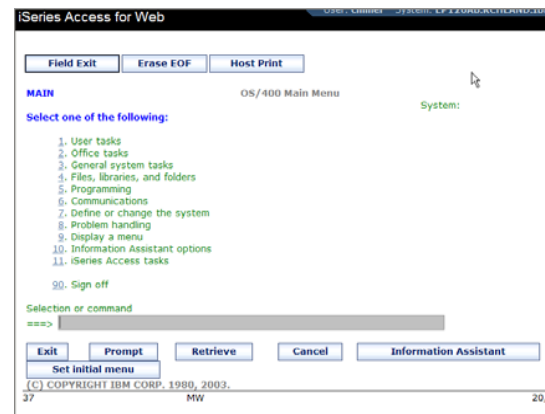 iSeries Access for Web
Field Exit Erase EOF Host Print
MAIN OS/400 Main Menu
System:
Select one of the following:
1. User tasks
2. Office tasks
3. General system tasks
4. Files, libraries, and folders
5. Programming
6. Communications
7. Define or change the system
8. Problem handling
9. Display a menu
10. Information Assistant options
11. iSeries Access tasks
90. Sign off
Selection or command
===>
Exit Prompt Retrieve Cancel Information Assistant
Set initial menu
(C) COPYRIGHT IBM CORP. 1980, 2003.
37 MW 20,